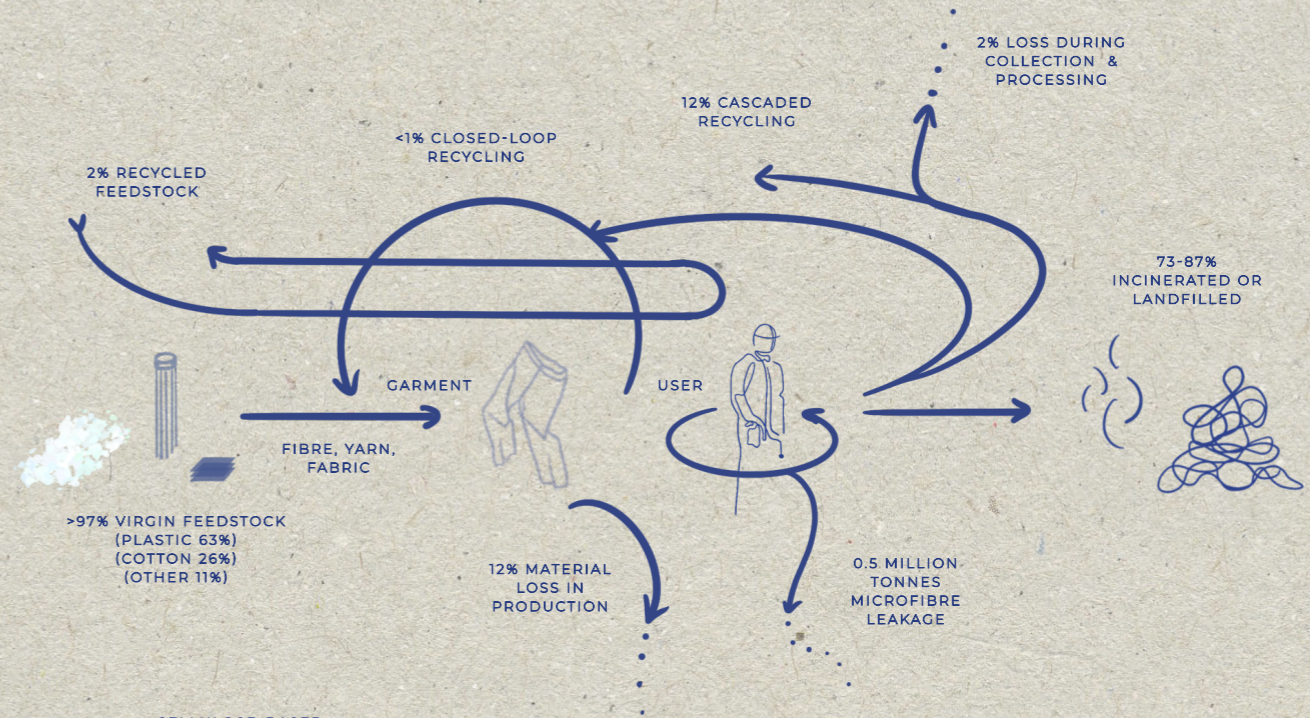 2% LOSS DURING
COLLECTION &
PROCESSING
12% CASCADED
RECYCLING
<1% CLOSED-LOOP
RECYCLING
2% RECYCLED
FEEDSTOCK
73-87%
INCINERATED OR
LANDFILLED
GARMENT
USER
FIBRE, YARN,
FABRIC
>97% VIRGIN FEEDSTOCK
(PLASTIC 63%)
(COTTON 26%)
(OTHER 11%)
12% MATERIAL
LOSS IN
PRODUCTION
0.5 MILLION
TONNES
MICROFIBRE
LEAKAGE